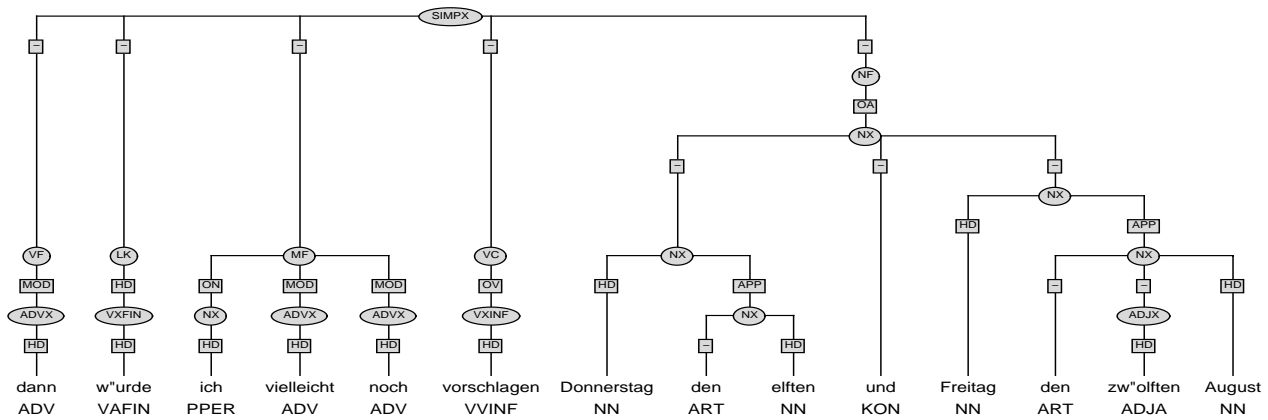 SIMPX
– – – – –
NF
OA
NX
– – –
NX
HD APP
VF LK MF VC NX NX
MOD HD ON MOD MOD OV HD APP – – HD
ADVX VXFIN NX ADVX ADVX VXINF NX ADJX
HD HD HD HD HD HD – HD HD
dann w"urde ich vielleicht noch vorschlagen Donnerstag den elften und Freitag den zw"olften August
ADV VAFIN PPER ADV ADV VVINF NN ART NN KON NN ART ADJA NN